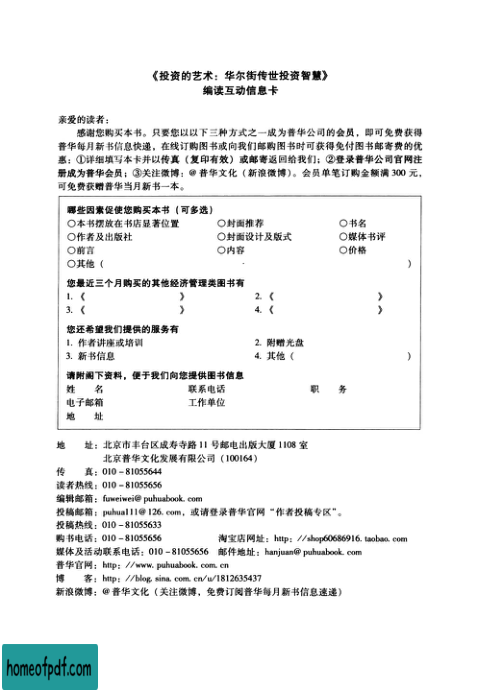 《投资的艺术：华尔街传世投资智慧》
编读互动信息卡
亲爱的读者：
感谢您购买本书。只要您以以下三种方式之一成为普华公司的会员，即可免费获得
普华每月新书信息快递，在线订购图书或向我们邮购图书时可获得免付图书邮寄费的优
惠：①详细填写本卡并以传真（复印有效）或邮寄返回给我们；②登录普华公司官网注
册成为普华会员；③关注微博：@普华文化（新浪微博）。会员单笔订购金额满 300 元，
可免费获赠普华当月新书一本。
哪些因素促使您购买本书（可多选）
○本书摆放在书店显著位置 ○封面推荐 ○书名
○作者及出版社 ○封面设计及版式 ○媒体书评
○前言 ○内容 ○价格
○其他（ ）
您最近三个月购买的其他经济管理类图书有
1.《 》 2.《 》
3.《 》 4.《 》
您还希望我们提供的服务有
1. 作者讲座或培训 2. 附赠光盘
3. 新书信息 4. 其他（ ）
请附阁下资料，便于我们向您提供图书信息
姓 名 联系电话 职 务
电子邮箱 工作单位
地 址
地 址：北京市丰台区成寿寺路 11 号邮电出版大厦 1108 室
北京普华文化发展有限公司（100164）
传 真：010-81055644
读者热线：010-81055656
编辑邮箱：fuweiwei@puhuabook.com
投稿邮箱：puhua111@126.com，或请登录普华官网“作者投稿专区”。
投稿热线：010-81055633
购书电话：010-81055656 淘宝店网址：http://shop60686916.taobao.com
媒体及活动联系电话：010-81055656 邮件地址：hanjuan@puhuabook.com
普华官网：http://www.puhuabook.com.cn
博 客：http://blog.sina.com.cn/u/1812635437
新浪微博：@普华文化（关注微博，免费订阅普华每月新书信息速递）
homeofpdf.com